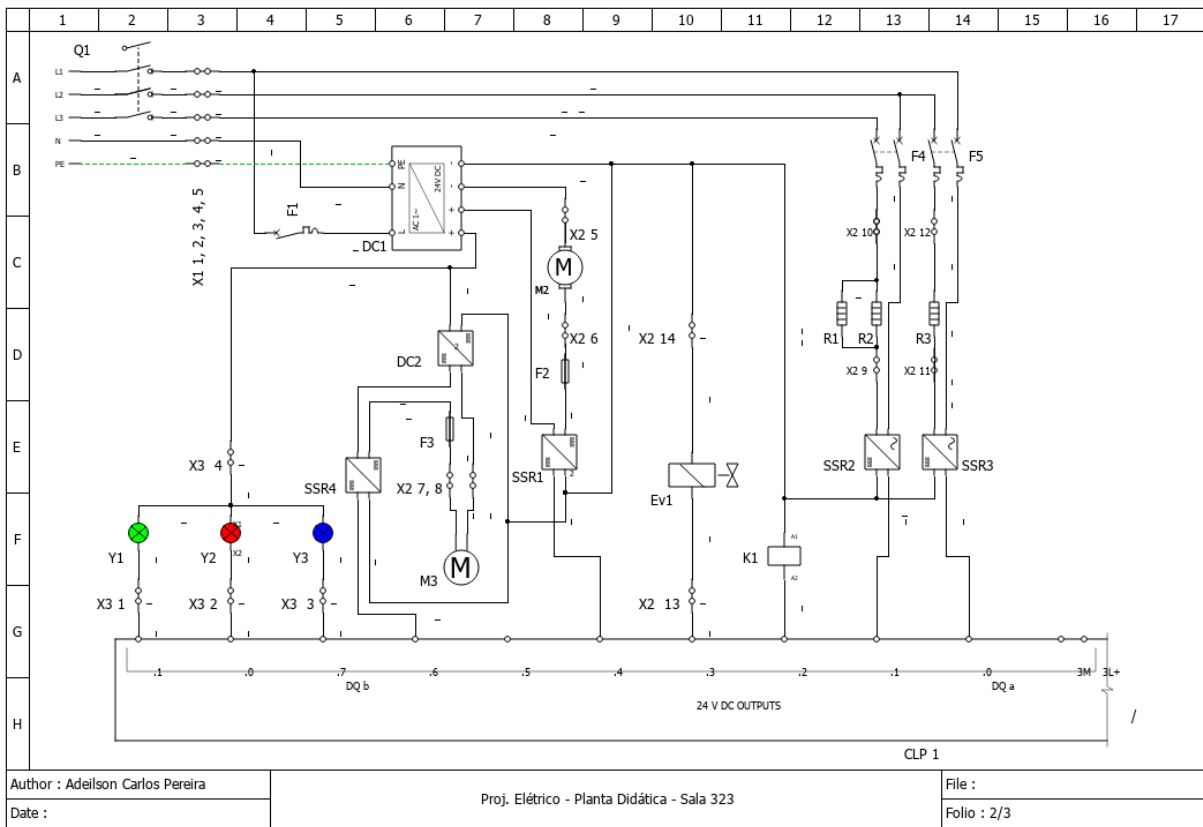 1 2 3 4 5 6 7 8 9 10 11 12 13 14 15 16 17
Q1
A
L1
L2
L3
N
PE
B
X1 1, 2, 3, 4, 5
F1
PE
N
L
24V DC
AC 1~
-
-
+
+
DC1
F4
F5
C
X2 5
M
M2
X2 10
X2 12
D
DC2
2
X2 6
F2
X2 14
R1
R2
R3
X2 9
X2 11
E
X3 4
SSR4
F3
X2 7, 8
SSR1
2
Ev1
SSR2
SSR3
F
Y1
Y2
X1
X2
Y3
M3
M
K1
A1
A2
G
X3 1
X3 2
X3 3
X2 13
.1 .0 .7 .6 .5 .4 .3 .2 .1 .0 3M 3L+
DQ b
DQ a
H
24 V DC OUTPUTS
/
CLP 1
Author : Adeilson Carlos Pereira
Date :
Proj. Elétrico - Planta Didática - Sala 323
File :
Folio : 2/3